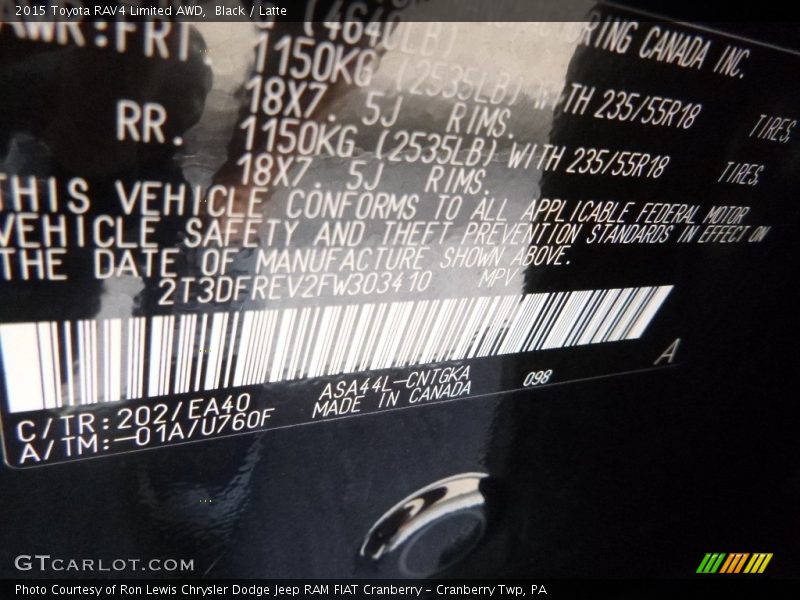 2015 Toyota RAV4 Limited AWD, Black / Latte
(4640LB)
RING CANADA INC.
1150KG (2535LB) WITH 235/55R18 TIRES,
18X7. 5J RIMS.
RR. 1150KG (2535LB) WITH 235/55R18 TIRES,
18X7. 5J RIMS.
THIS VEHICLE CONFORMS TO ALL APPLICABLE FEDERAL MOTOR
VEHICLE SAFETY AND THEFT PREVENTION STANDARDS IN EFFECT ON
THE DATE OF MANUFACTURE SHOWN ABOVE.
2T3DFREV2FW303410 MPV
A
C/TR:202/EA40 ASA44L-CNTGKA 098
A/TM:-01A/U760F MADE IN CANADA
GTCARLOT.COM
Photo Courtesy of Ron Lewis Chrysler Dodge Jeep RAM FIAT Cranberry - Cranberry Twp, PA